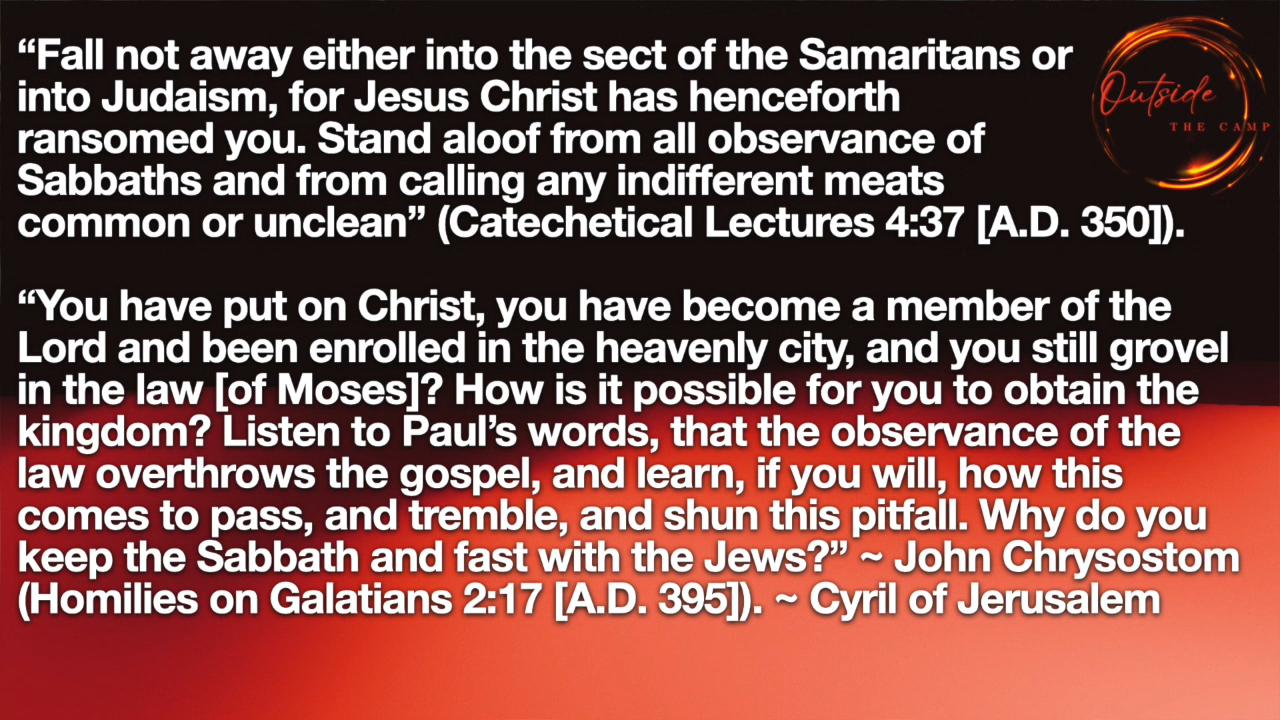 “Fall not away either into the sect of the Samaritans or
into Judaism, for Jesus Christ has henceforth
ransomed you. Stand aloof from all observance of
Sabbaths and from calling any indifferent meats
common or unclean” (Catechetical Lectures 4:37 [A.D. 350]).
“You have put on Christ, you have become a member of the
Lord and been enrolled in the heavenly city, and you still grovel
in the law [of Moses]? How is it possible for you to obtain the
kingdom? Listen to Paul’s words, that the observance of the
law overthrows the gospel, and learn, if you will, how this
comes to pass, and tremble, and shun this pitfall. Why do you
keep the Sabbath and fast with the Jews?” ~ John Chrysostom
(Homilies on Galatians 2:17 [A.D. 395]). ~ Cyril of Jerusalem
Outside
THE CAMP